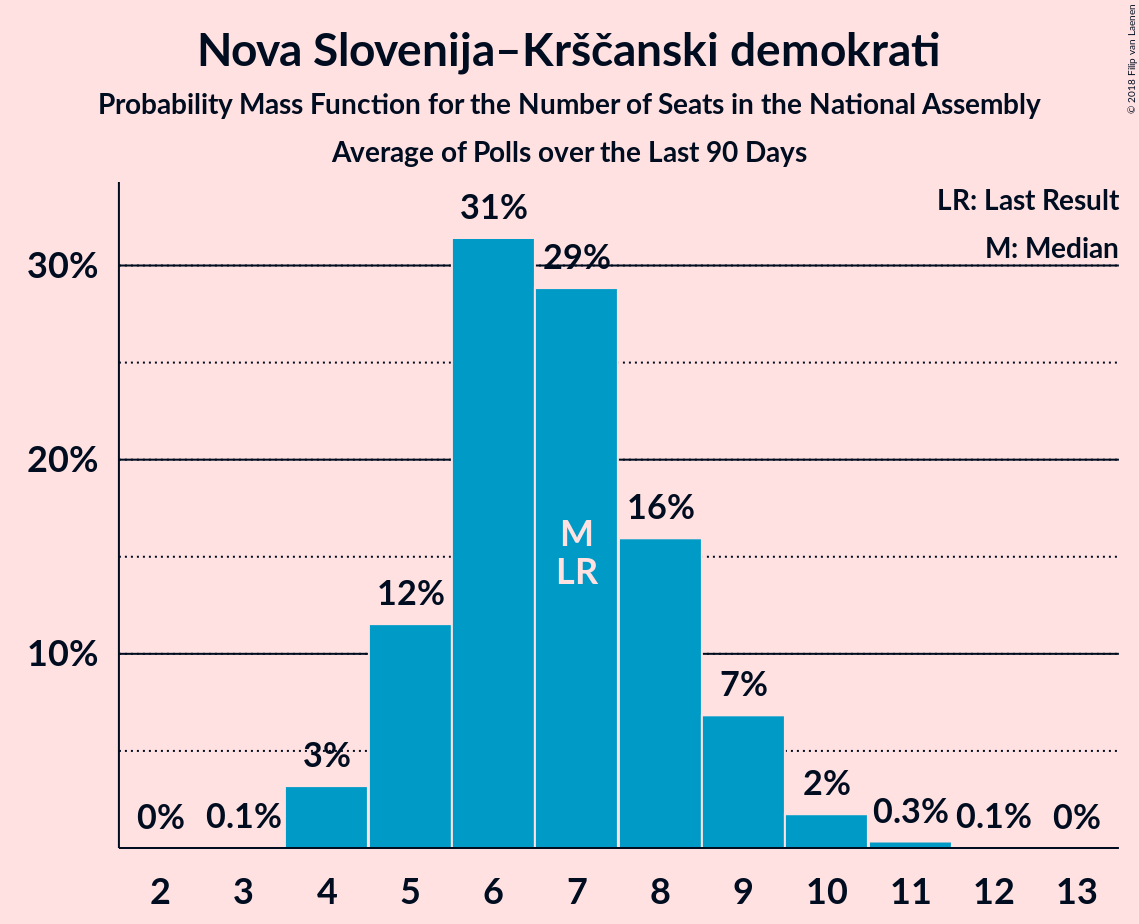 Nova Slovenija–Krščanski demokrati
Probability Mass Function for the Number of Seats in the National Assembly
Average of Polls over the Last 90 Days
© 2018 Filip van Laenen
LR: Last Result
M: Median
31%
29%
30%
20%
16%
M
LR
12%
10%
7%
3%
2%
0%
0.1%
0.3%
0.1%
0%
2 3 4 5 6 7 8 9 10 11 12 13